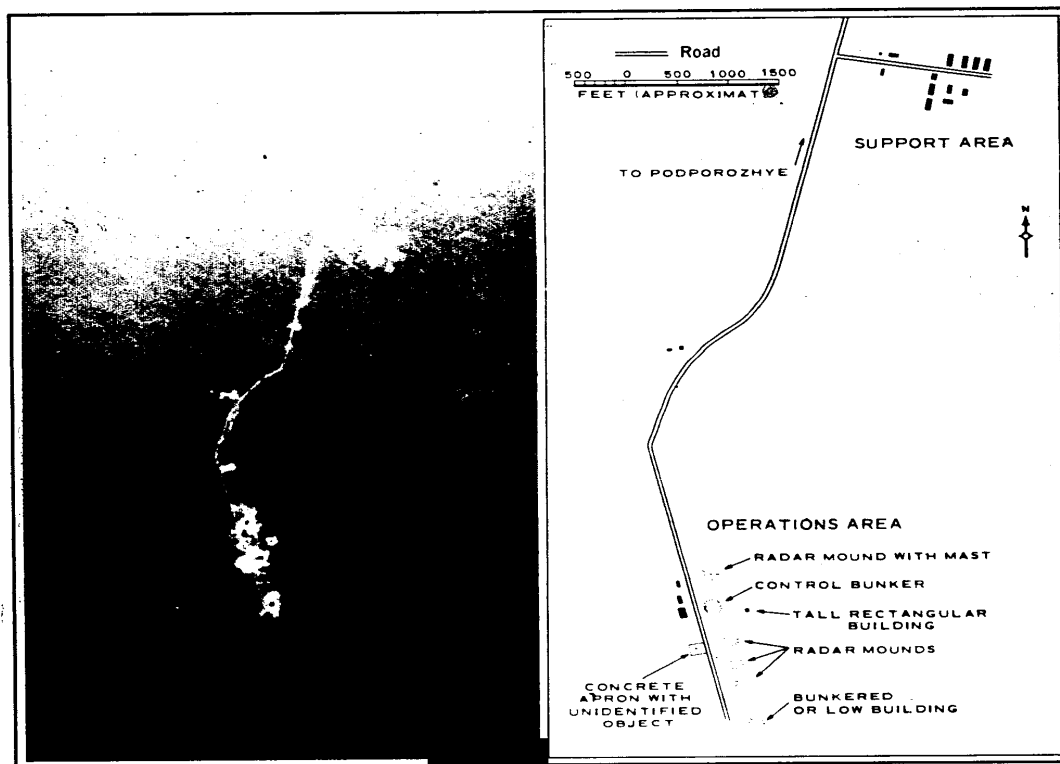 Road
500 0 500 1000 1500
FEET (APPROXIMATE)
SUPPORT AREA
TO PODPOROZHYE
N
OPERATIONS AREA
RADAR MOUND WITH MAST
CONTROL BUNKER
TALL RECTANGULAR
BUILDING
RADAR MOUNDS
CONCRETE
APRON WITH
UNIDENTIFIED
OBJECT
BUNKERED
OR LOW BUILDING